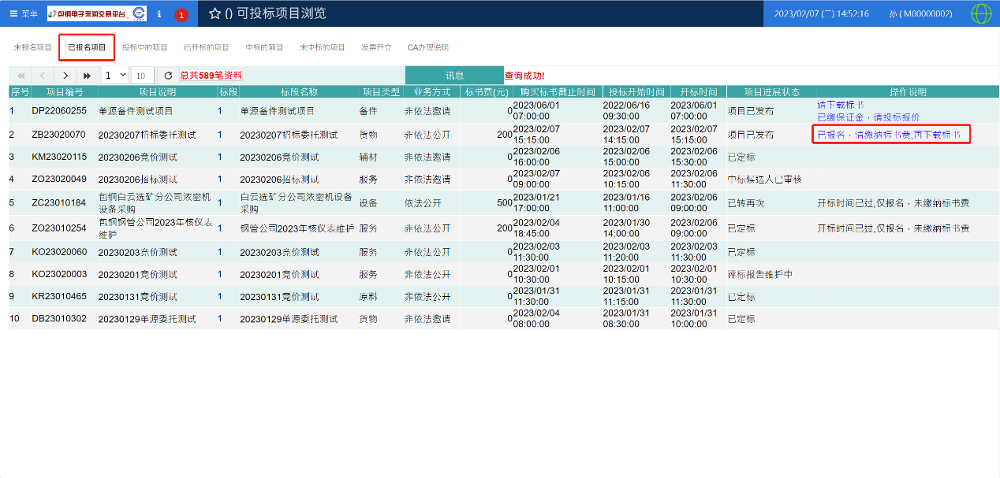 ☰ 菜单 包钢电子采购交易平台 i 1 ☆ () 可投标项目浏览 2023/02/07 (二) 14:52:16 孙 ( M00000002)
未报名项目 已报名项目 投标中的项目 已开标的项目 中标的项目 未中标的项目 发票开立 CA办理说明
1 10 总共589笔资料 讯息 查询成功!
序号 项目编号 项目说明 标段 标段名称 项目类型 业务方式 标书费(元) 购买标书截止时间 投标开始时间 开标时间 项目进展状态 操作说明
1 DP22060255 单源备件测试项目 1 单源备件测试项目 备件 非依法邀请 0 2023/06/01 07:00:00 2022/06/16 09:30:00 2023/06/01 07:00:00 项目已发布 请下载标书
已缴保证金，请投标报价
2 ZB23020070 20230207招标委托测试 1 20230207招标委托测试 货物 非依法公开 200 2023/02/07 15:15:00 2023/02/07 14:15:00 2023/02/07 15:15:00 项目已发布 已报名，请缴纳标书费,再下载标书
3 KM23020115 20230206竞价测试 1 20230206竞价测试 辅材 非依法邀请 0 2023/02/06 16:00:00 2023/02/06 15:00:00 2023/02/06 15:30:00 已定标
4 ZO23020049 20230206招标测试 1 20230206招标测试 服务 非依法邀请 0 2023/02/07 09:00:00 2023/02/06 10:15:00 2023/02/06 11:30:00 中标候选人已审核
5 ZC23010184 包钢白云选矿分公司浓密机设备采购 1 白云选矿分公司浓密机设备采购 设备 依法公开 500 2023/01/21 17:00:00 2023/01/16 11:00:00 2023/02/06 09:00:00 已转再次 开标时间已过,仅报名，未缴纳标书费
6 ZO23010254 包钢钢管公司2023年核仪表维护 1 钢管公司2023年核仪表维护 服务 非依法公开 200 2023/02/04 18:45:00 2023/01/30 14:00:00 2023/02/06 09:00:00 已定标 开标时间已过,仅报名，未缴纳标书费
7 KO23020060 20230203竞价测试 1 20230203竞价测试 服务 非依法公开 0 2023/02/03 11:30:00 2023/02/03 11:20:00 2023/02/03 11:30:00 已定标
8 KO23020003 20230201竞价测试 1 20230201竞价测试 服务 非依法公开 0 2023/02/01 10:30:00 2023/02/01 10:15:00 2023/02/01 10:30:00 评标报告维护中
9 KR23010465 20230131竞价测试 1 20230131竞价测试 原料 非依法公开 0 2023/01/31 11:30:00 2023/01/31 11:15:00 2023/01/31 11:30:00 已定标
10 DB23010302 20230129单源委托测试 1 20230129单源委托测试 货物 非依法邀请 0 2023/02/04 08:00:00 2023/01/31 08:30:00 2023/01/31 10:00:00 已定标